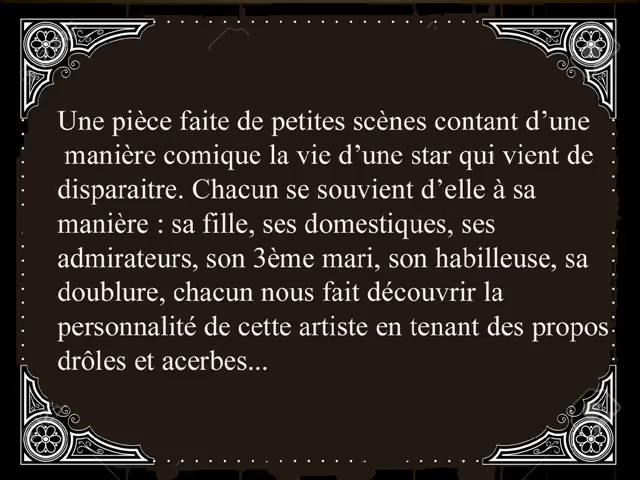 Une pièce faite de petites scènes contant d’une
manière comique la vie d’une star qui vient de
disparaitre. Chacun se souvient d’elle à sa
manière : sa fille, ses domestiques, ses
admirateurs, son 3ème mari, son habilleuse, sa
doublure, chacun nous fait découvrir la
personnalité de cette artiste en tenant des propos
drôles et acerbes...